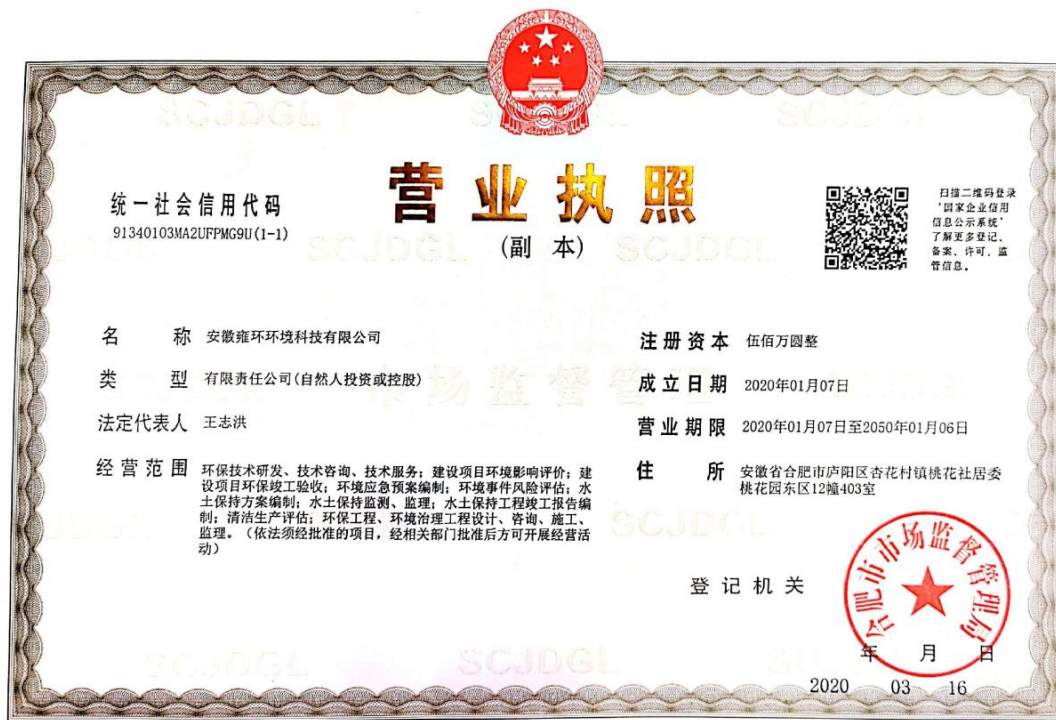 SCJDGL
SCJDGL
营业执照
(副 本)
统一社会信用代码
91340103MA2UFPMG9U(1-1)
扫描二维码登录
“国家企业信用
信息公示系统”
了解更多登记、
备案、许可、监
管信息。
SCJDGL
SCJDGL
名 称 安徽雍环环境科技有限公司
类 型 有限责任公司(自然人投资或控股)
法定代表人 王志洪
经营范围 环保技术研发、技术咨询、技术服务；建设项目环境影响评价；建
设项目环保竣工验收；环境应急预案编制；环境事件风险评估；水
土保持方案编制；水土保持监测、监理；水土保持工程竣工报告编
制；清洁生产评估；环保工程、环境治理工程设计、咨询、施工、
监理。（依法须经批准的项目，经相关部门批准后方可开展经营活
动）
注册资本 伍佰万圆整
成立日期 2020年01月07日
营业期限 2020年01月07日至2050年01月06日
住 所 安徽省合肥市庐阳区杏花村镇桃花社居委
桃花园东区12幢403室
市场监督管理
登记机关
合肥市市场监督管理局
年 月 日
2020 03 16
SCJDGL
SCJDGL